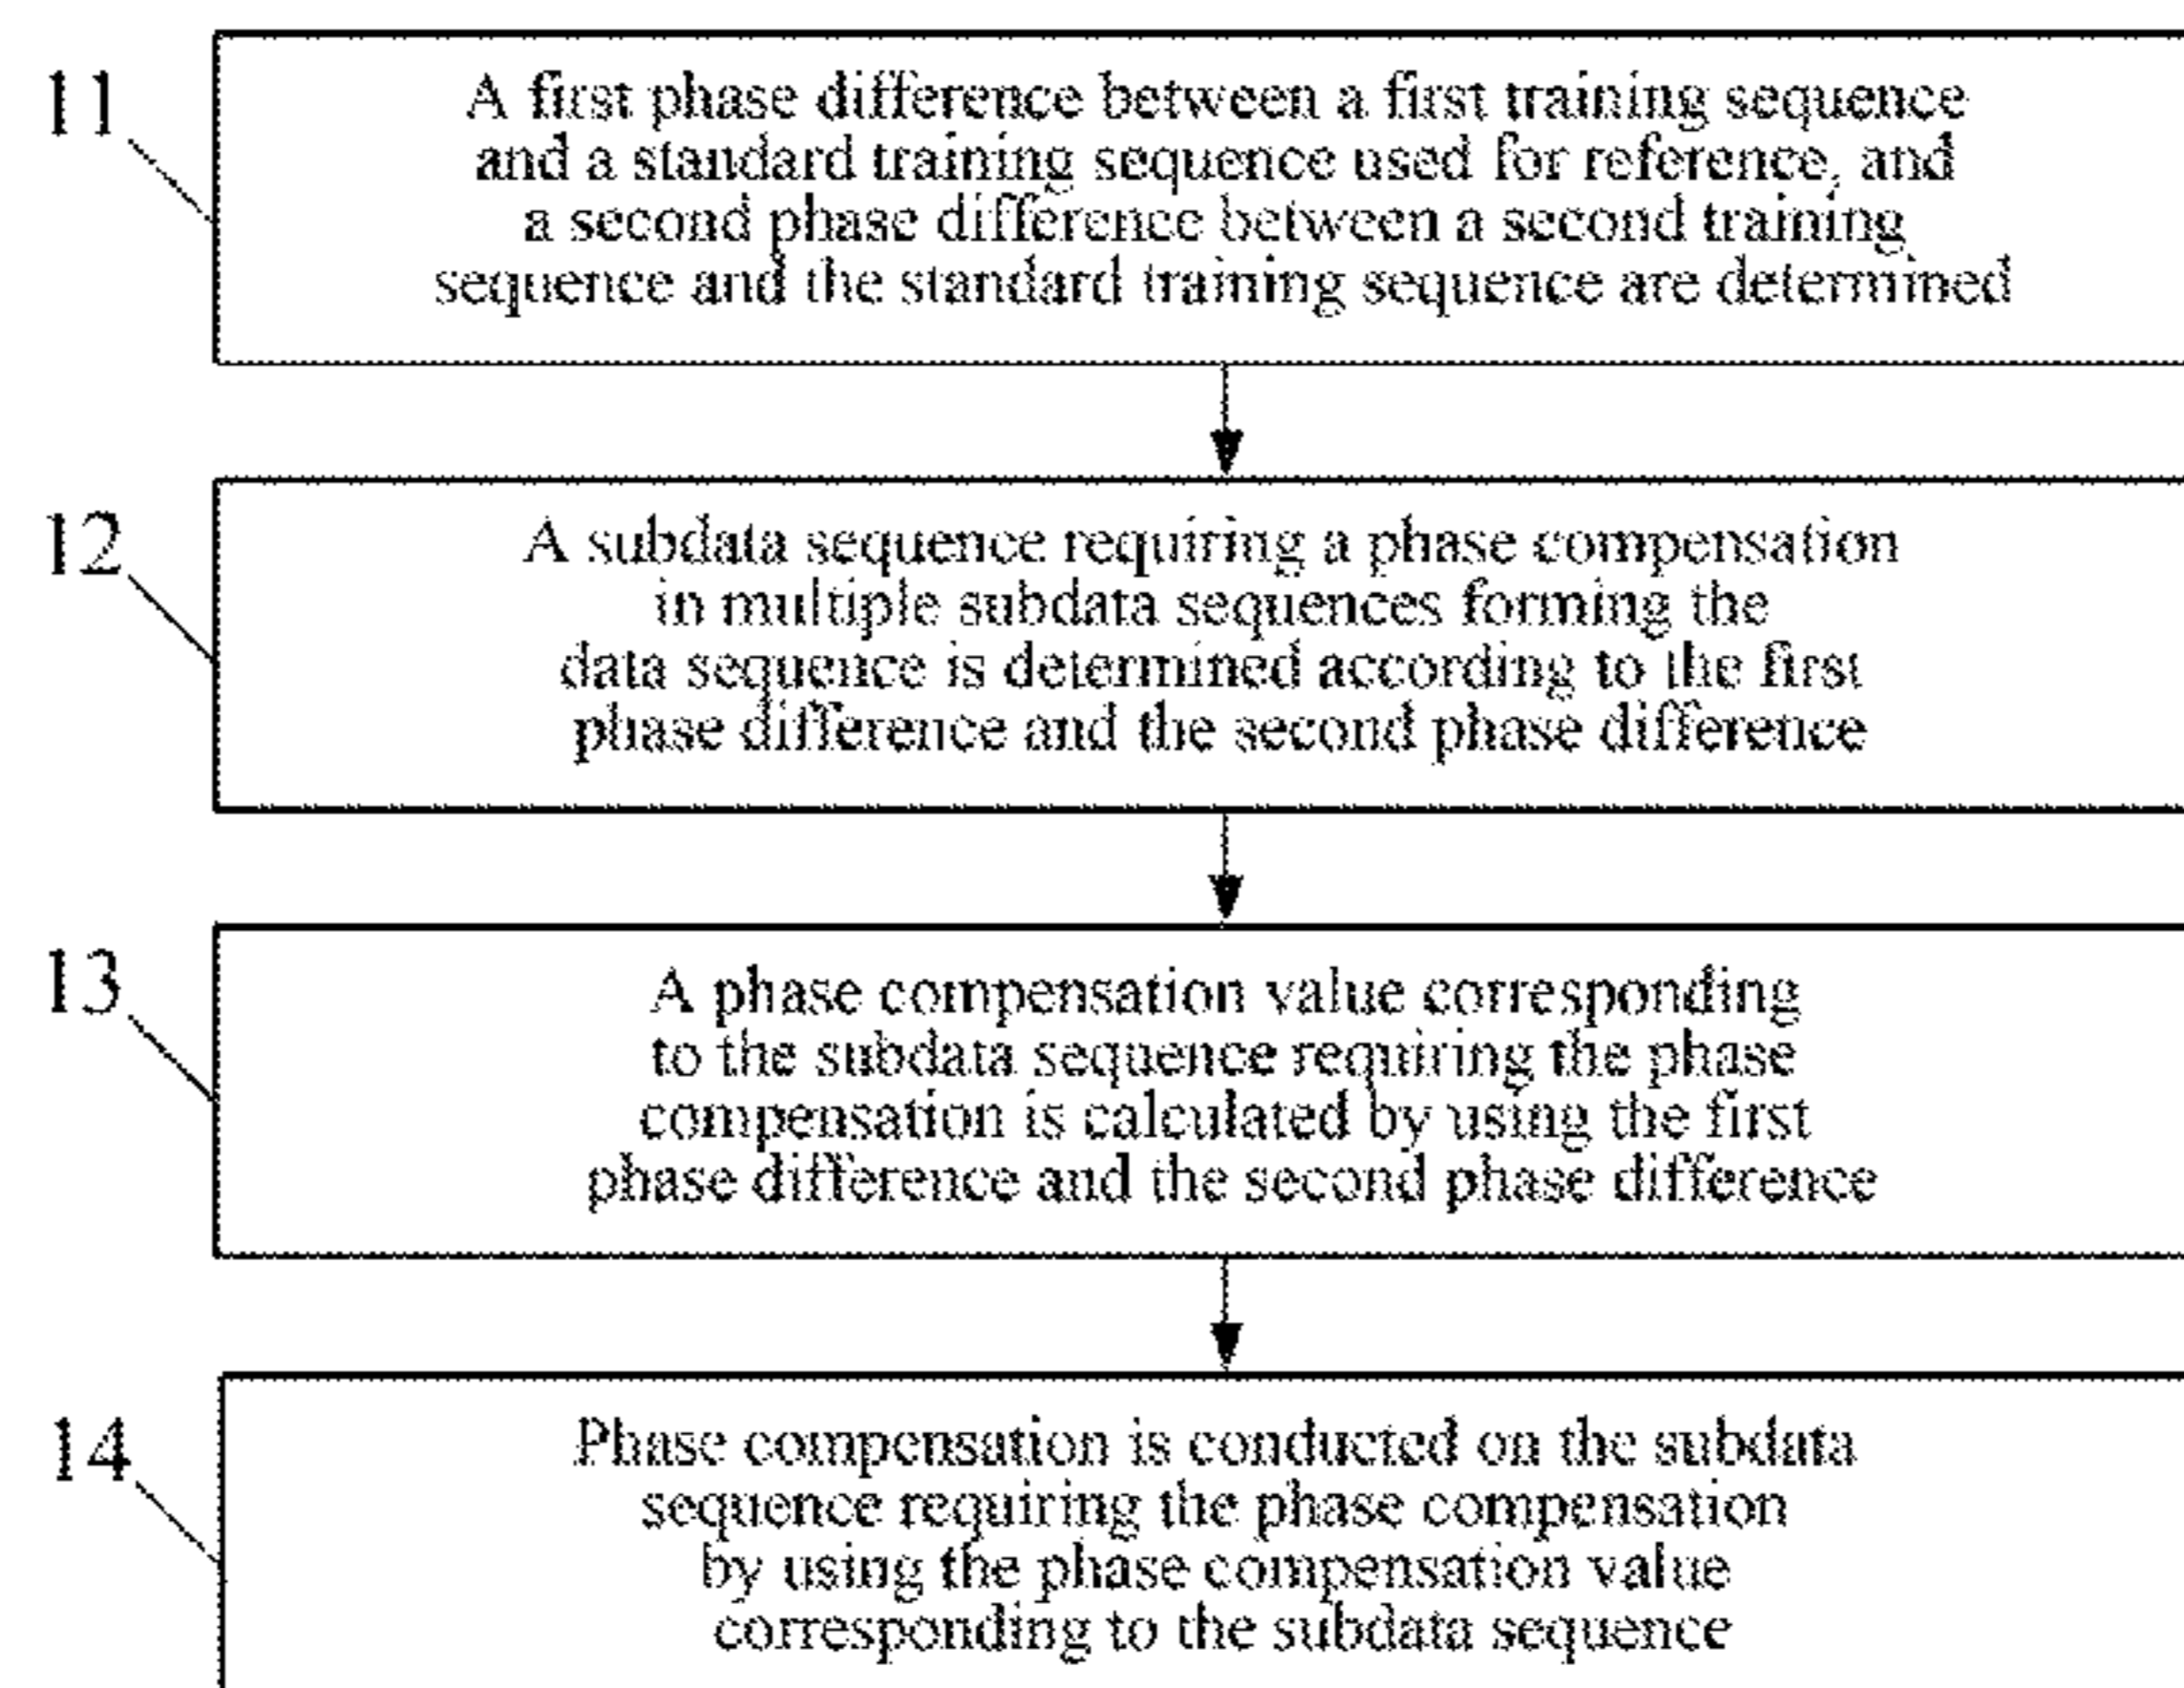 11
A first phase difference between a first training sequence
and a standard training sequence used for reference, and
a second phase difference between a second training
sequence and the standard training sequence are determined
12
A subdata sequence requiring a phase compensation
in multiple subdata sequences forming the
data sequence is determined according to the first
phase difference and the second phase difference
13
A phase compensation value corresponding
to the subdata sequence requiring the phase
compensation is calculated by using the first
phase difference and the second phase difference
14
Phase compensation is conducted on the subdata
sequence requiring the phase compensation
by using the phase compensation value
corresponding to the subdata sequence